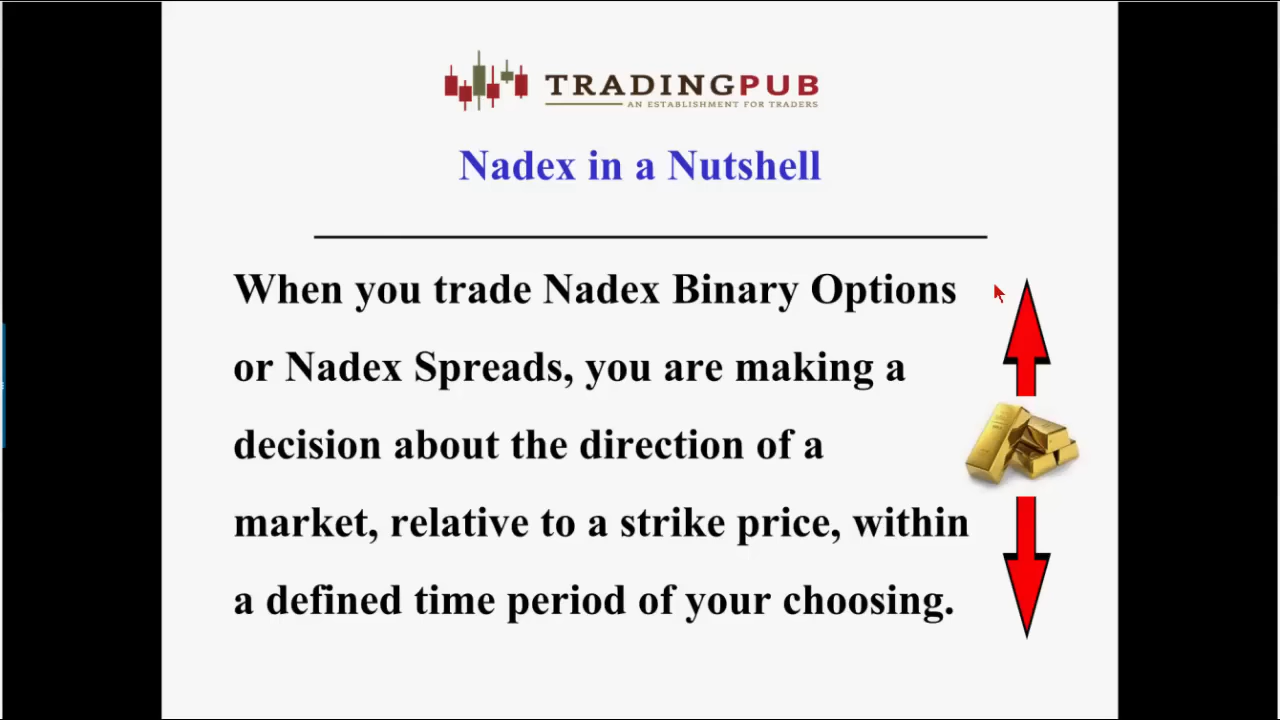 TRADINGPUB
AN ESTABLISHMENT FOR TRADERS
Nadex in a Nutshell
When you trade Nadex Binary Options
or Nadex Spreads, you are making a
decision about the direction of a
market, relative to a strike price, within
a defined time period of your choosing.